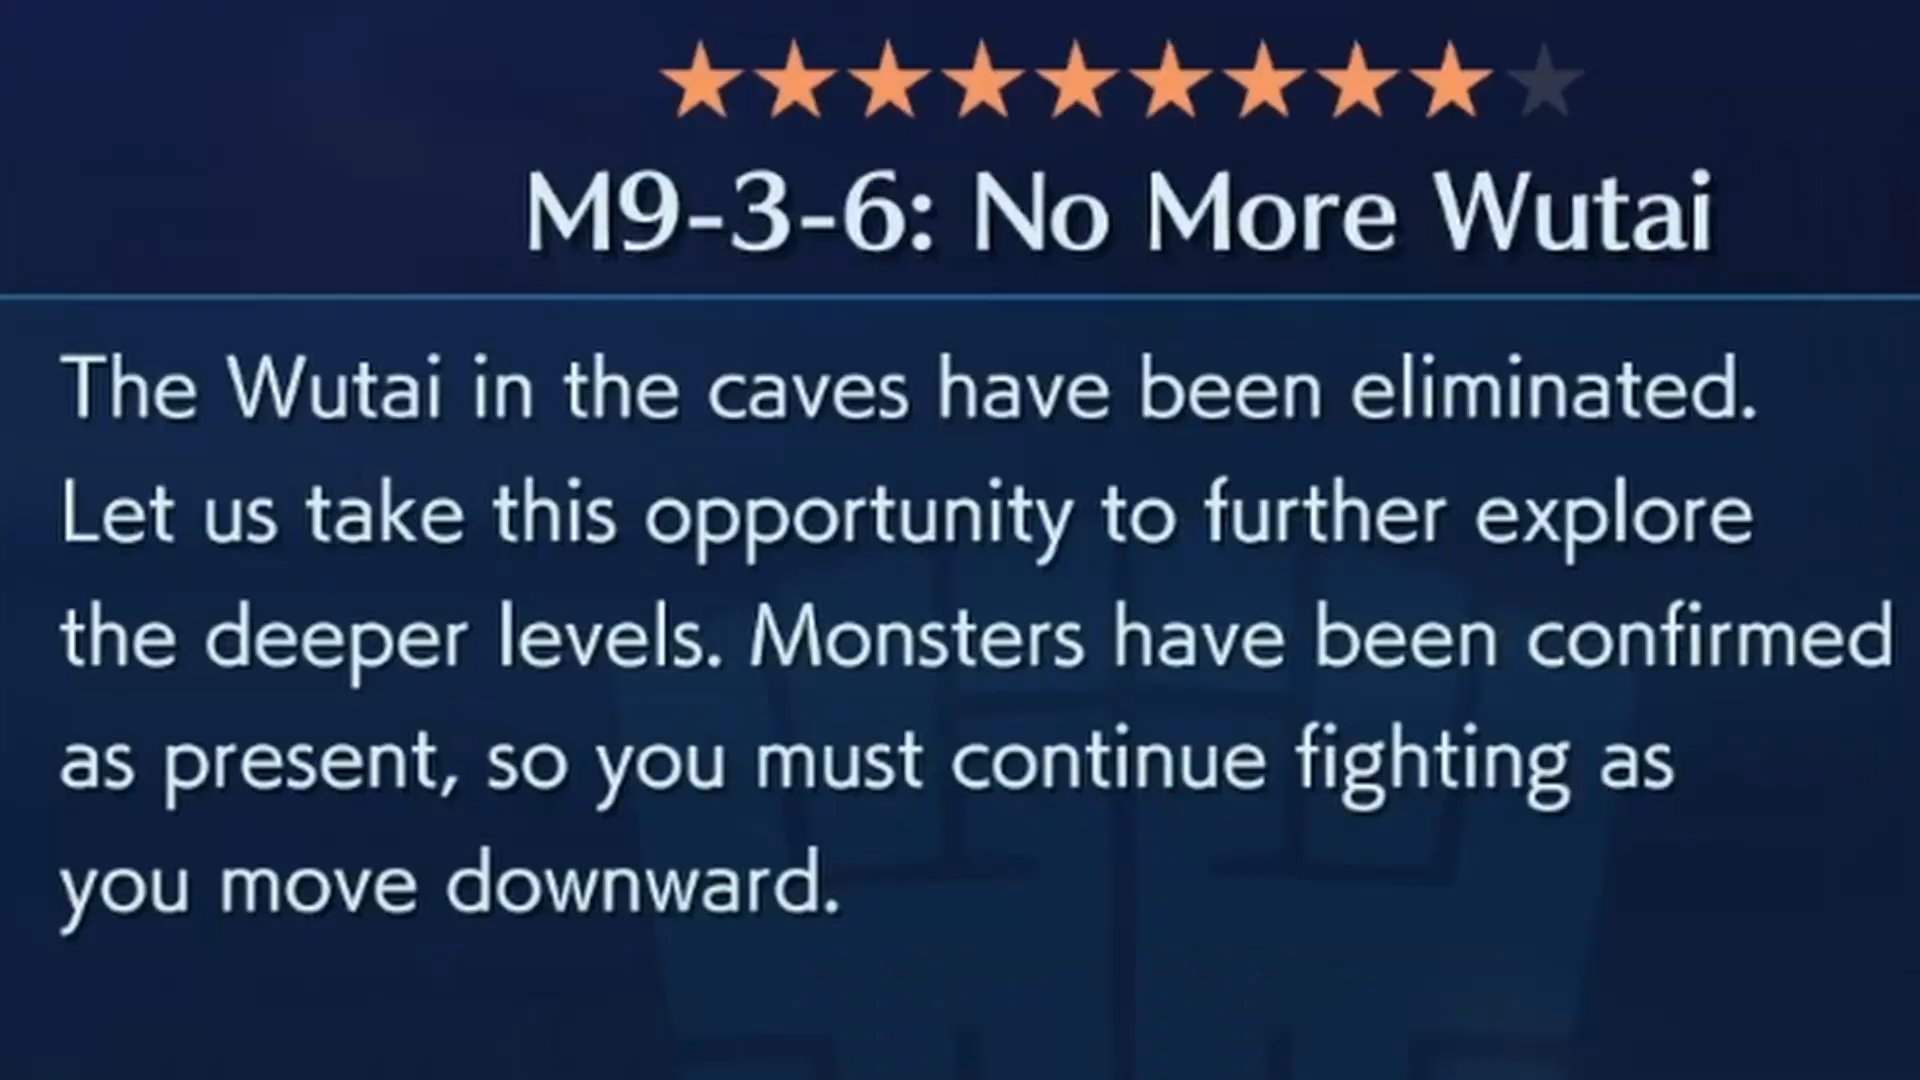 M9-3-6: No More Wutai
The Wutai in the caves have been eliminated.
Let us take this opportunity to further explore
the deeper levels. Monsters have been confirmed
as present, so you must continue fighting as
you move downward.